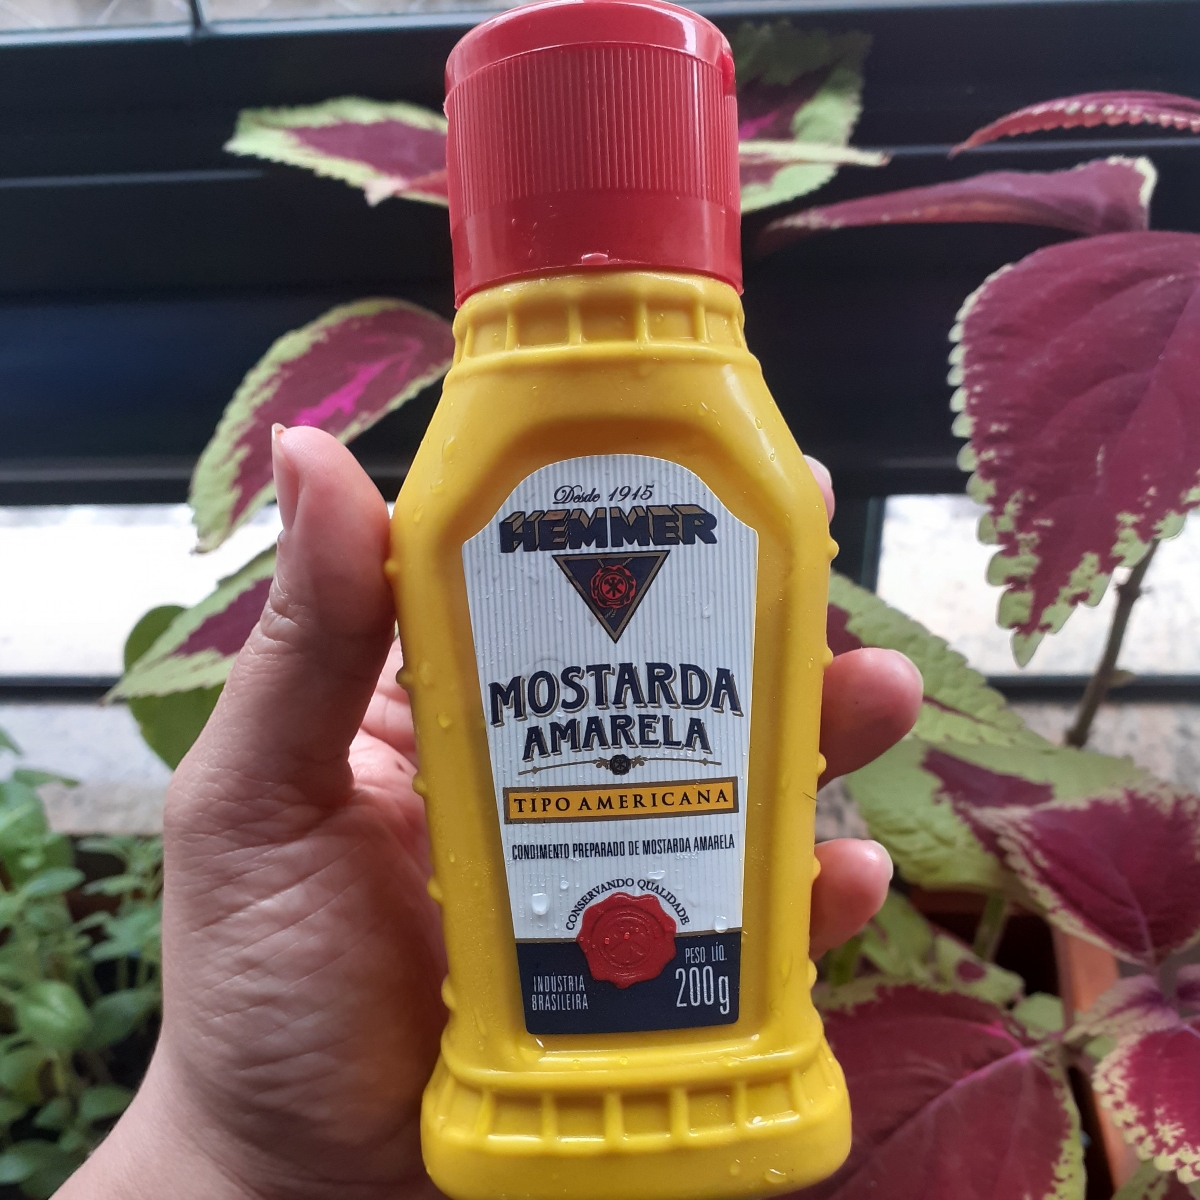 Desde 1915
HEMMER
MOSTARDA
AMARELA
TIPO AMERICANA
CONDIMENTO PREPARADO DE MOSTARDA AMARELA
CONSERVANDO QUALIDADE
INDÚSTRIA
BRASILEIRA
PESO LÍQ.
200g